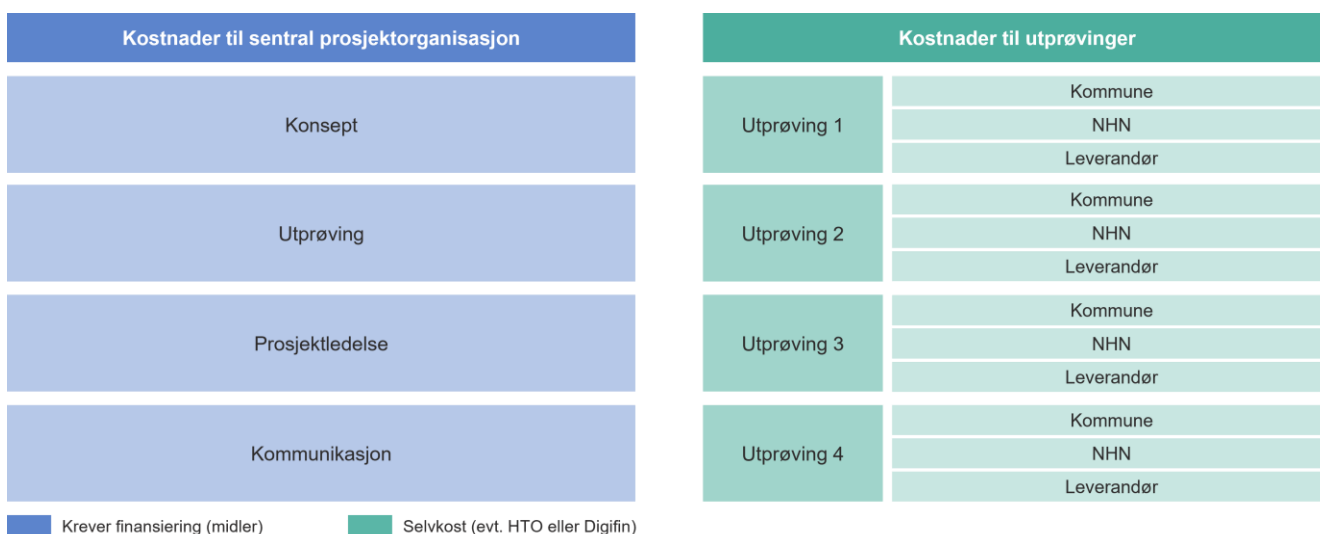 Kostnader til sentral prosjektorganisasjon
Konsept
Utprøving
Prosjektledelse
Kommunikasjon
Kostnader til utprøvinger
Utprøving 1
Kommune
NHN
Leverandør
Utprøving 2
Kommune
NHN
Leverandør
Utprøving 3
Kommune
NHN
Leverandør
Utprøving 4
Kommune
NHN
Leverandør
Krever finansiering (midler)
Selvkost (evt. HTO eller Digifin)